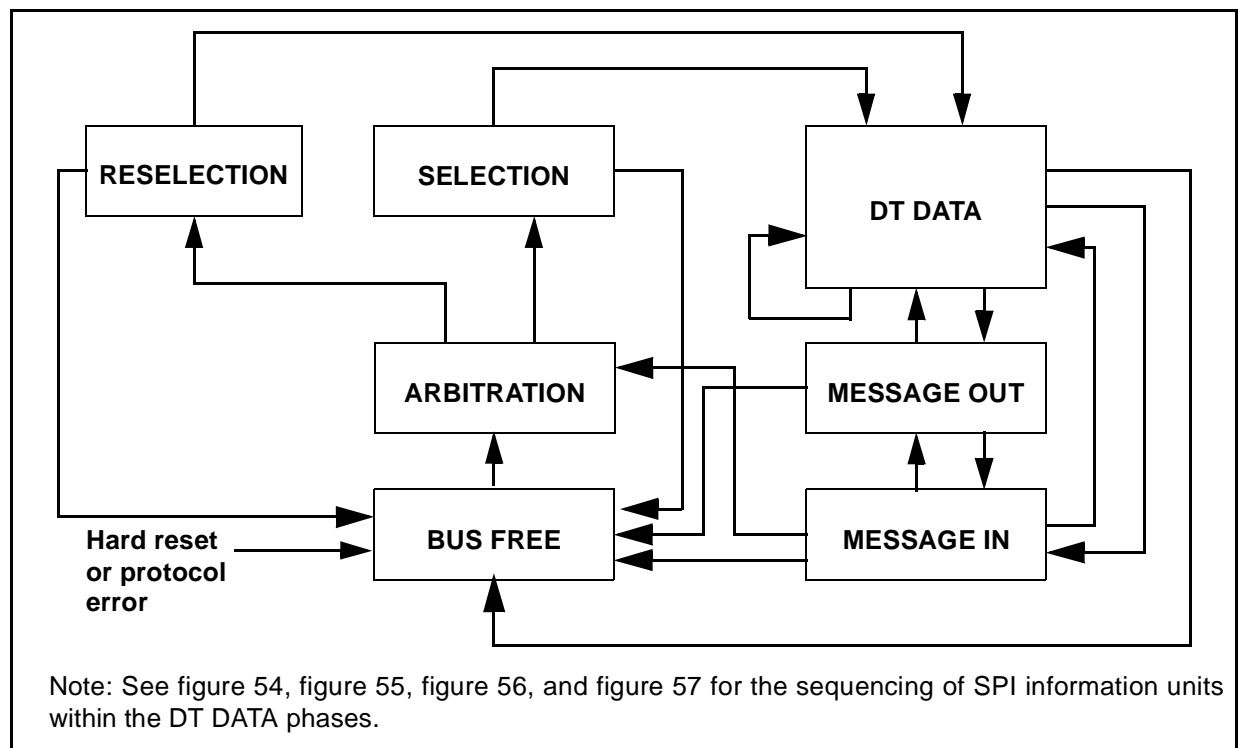 RESELECTION
SELECTION
DT DATA
ARBITRATION
MESSAGE OUT
BUS FREE
MESSAGE IN
Hard reset
or protocol
error
Note: See figure 54, figure 55, figure 56, and figure 57 for the sequencing of SPI information units
within the DT DATA phases.